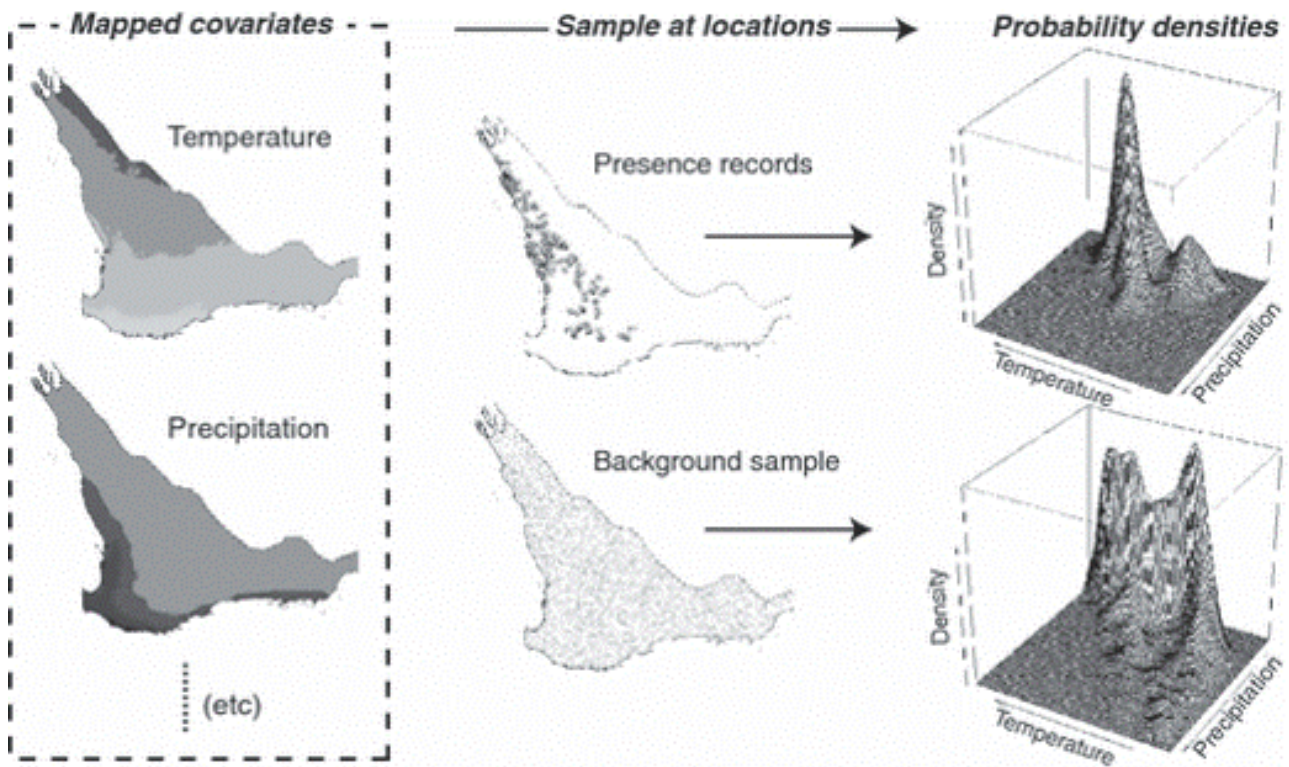 Mapped covariates
Sample at locations
Probability densities
Temperature
Presence records
Density
Temperature
Precipitation
Precipitation
Background sample
Density
Temperature
Precipitation
(etc)